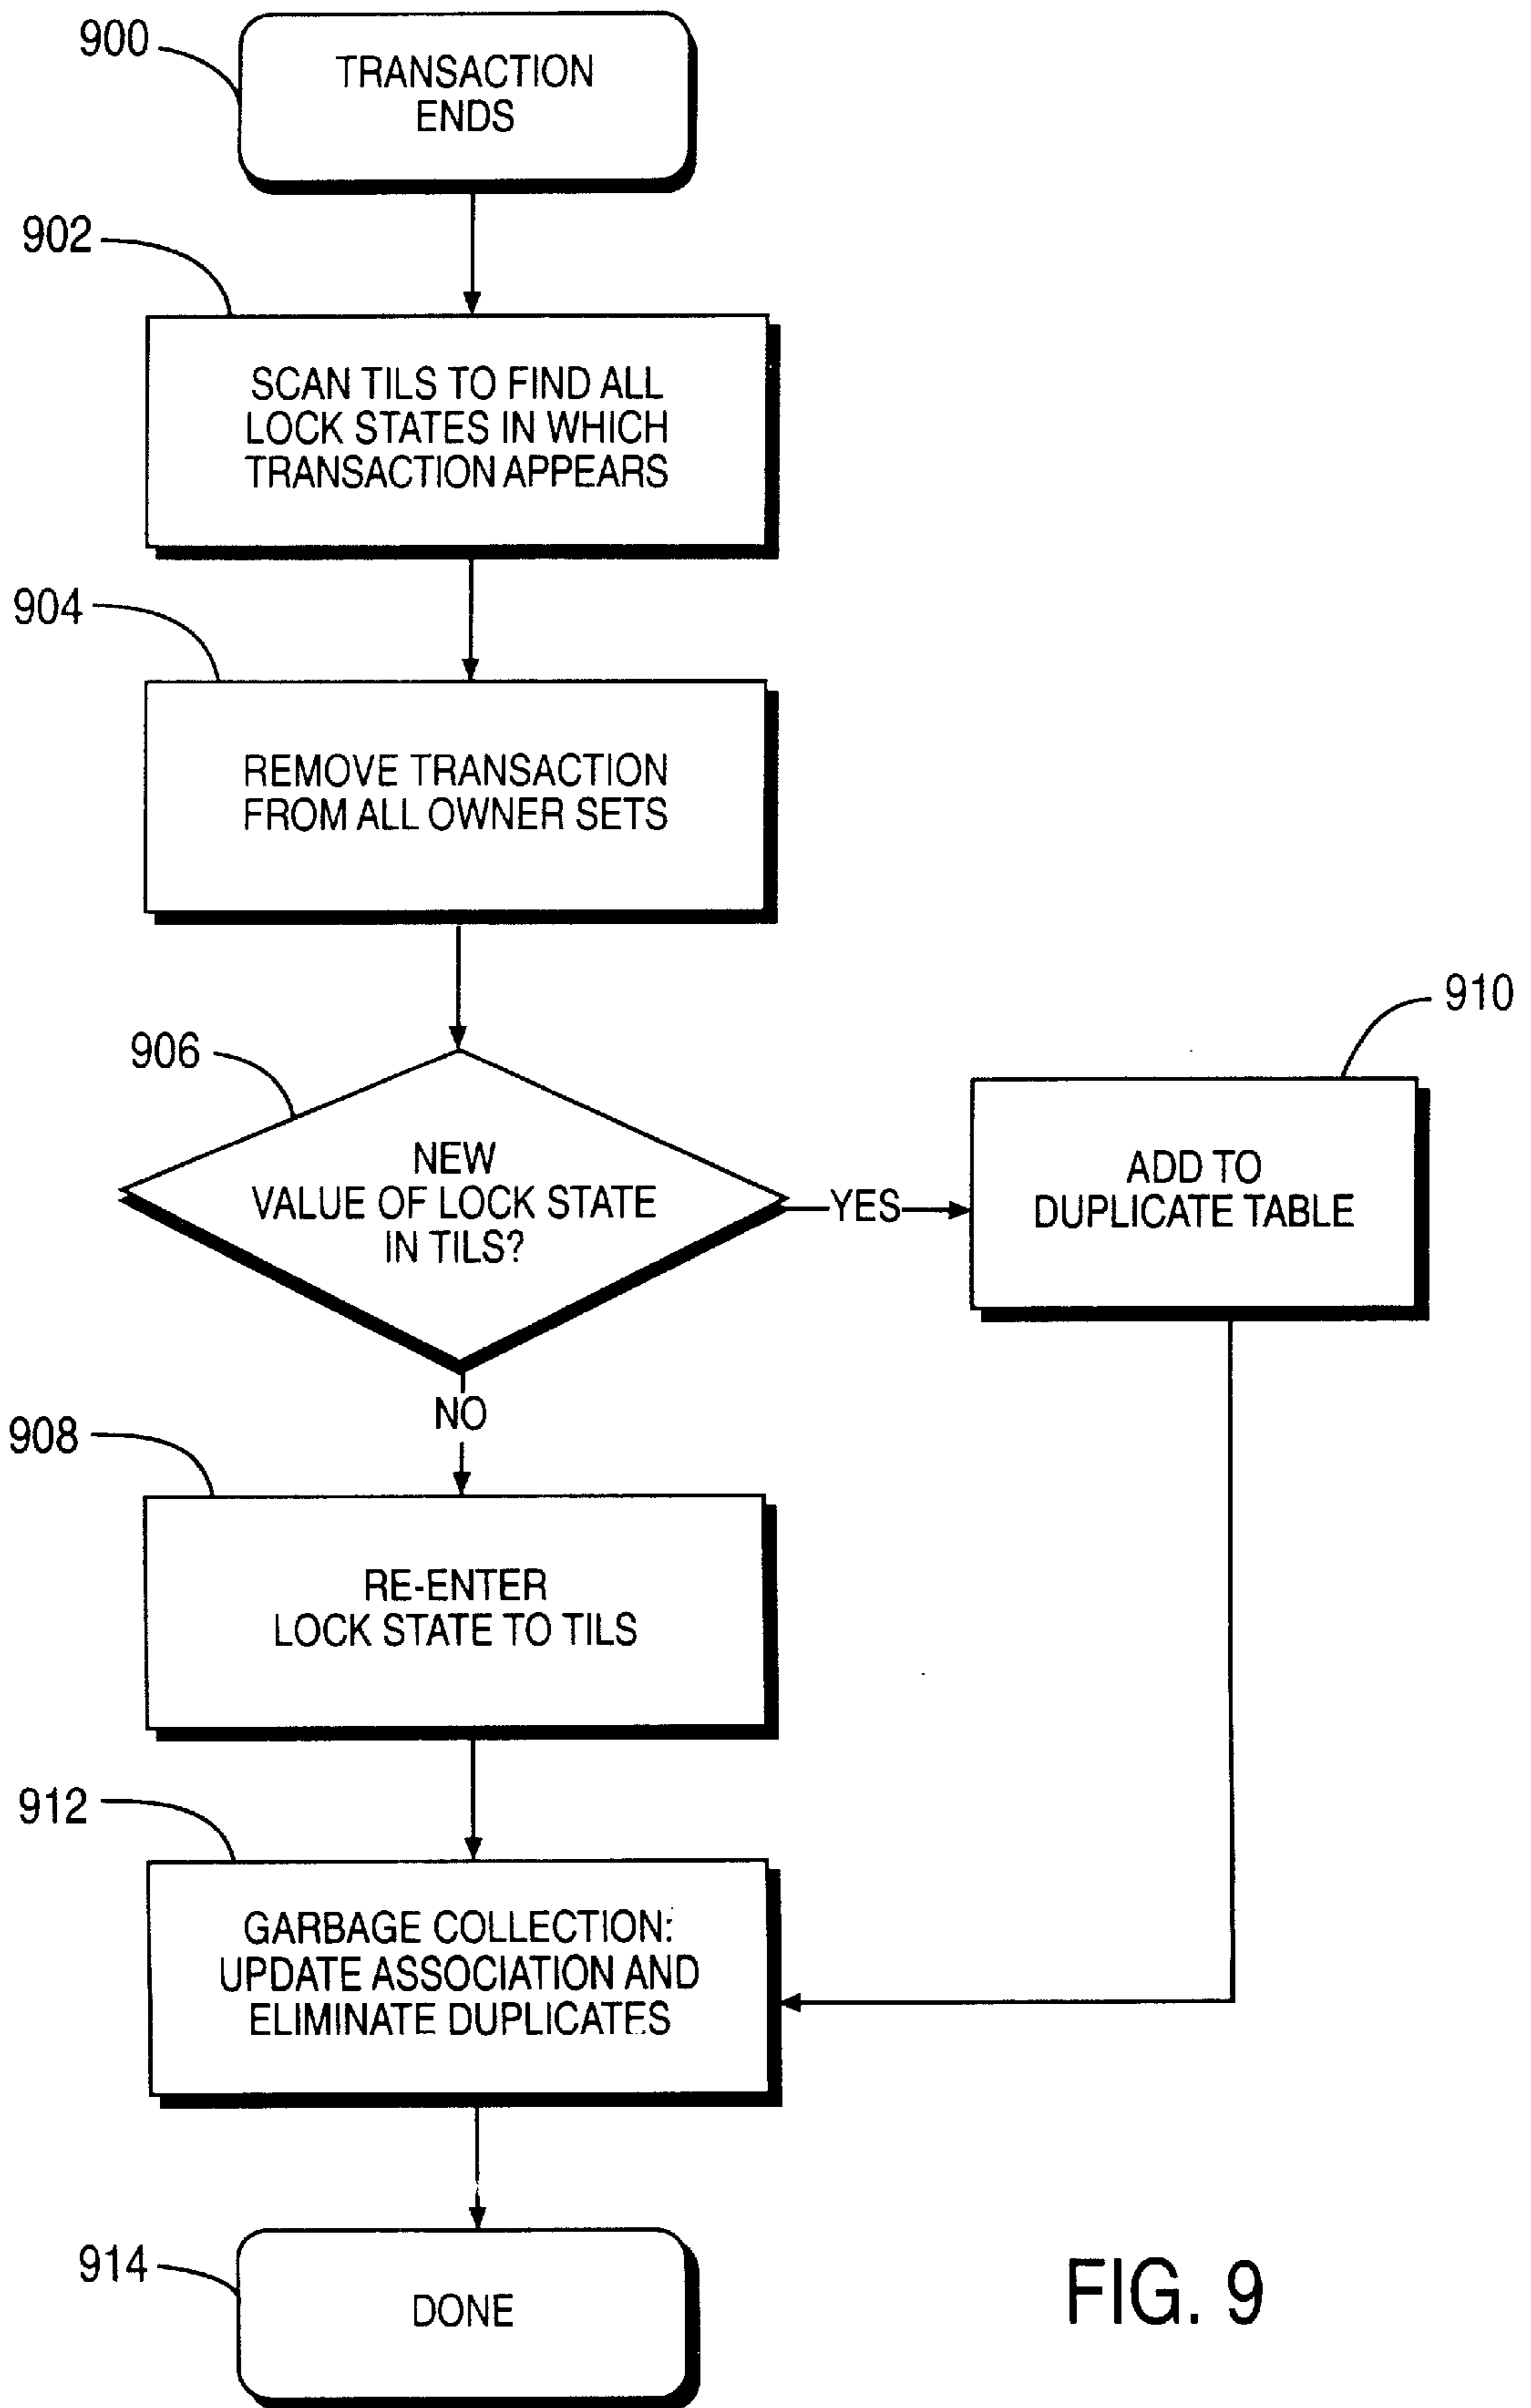 900
TRANSACTION
ENDS
902
SCAN TILS TO FIND ALL
LOCK STATES IN WHICH
TRANSACTION APPEARS
904
REMOVE TRANSACTION
FROM ALL OWNER SETS
906
NEW
VALUE OF LOCK STATE
IN TILS?
YES
910
ADD TO
DUPLICATE TABLE
NO
908
RE-ENTER
LOCK STATE TO TILS
912
GARBAGE COLLECTION:
UPDATE ASSOCIATION AND
ELIMINATE DUPLICATES
914
DONE
FIG. 9